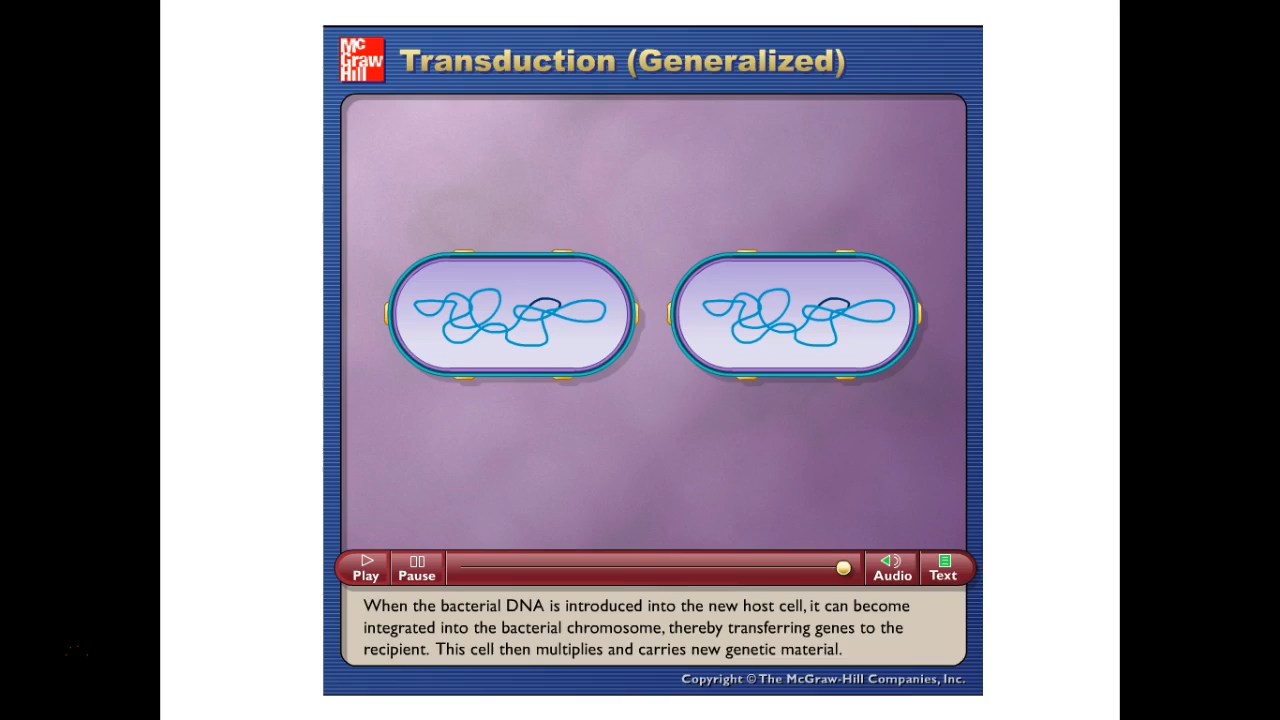 Mc
Graw
Hill
Transduction (Generalized)
Play
Pause
Audio
Text
When the bacterial DNA is introduced into the new host cell, it can become
integrated into the bacterial chromosome, thereby transferring genes to the
recipient. This cell then multiplies and carries new genetic material.
Copyright © The McGraw-Hill Companies, Inc.